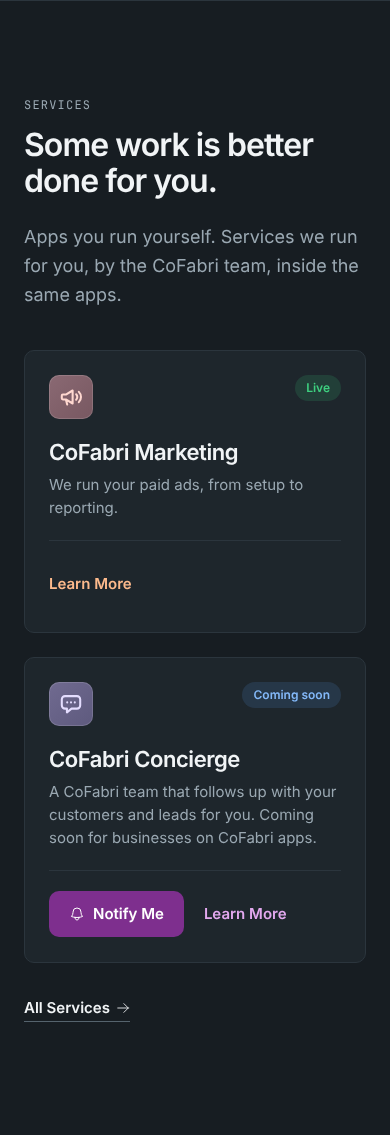 SERVICES
Some work is better
done for you.
Apps you run yourself. Services we run
for you, by the CoFabri team, inside the
same apps.
Live
CoFabri Marketing
We run your paid ads, from setup to
reporting.
Learn More
Coming soon
CoFabri Concierge
A CoFabri team that follows up with your
customers and leads for you. Coming
soon for businesses on CoFabri apps.
Notify Me
Learn More
All Services →